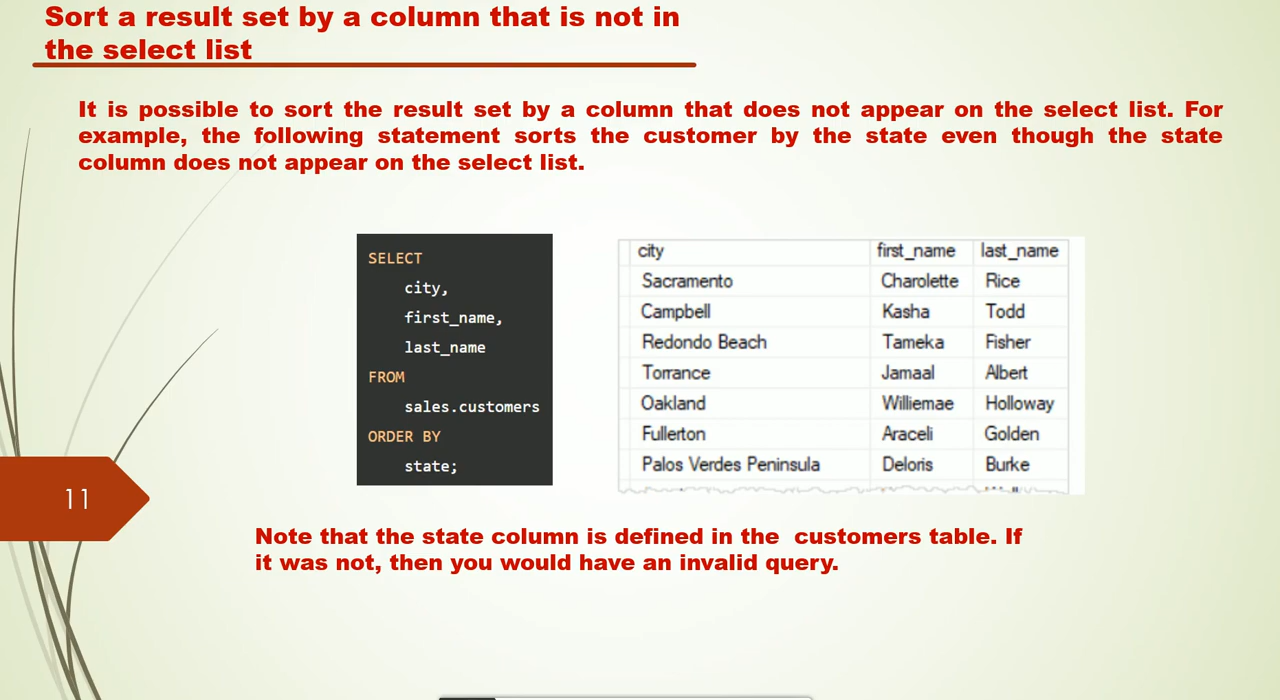 Sort a result set by a column that is not in
the select list
It is possible to sort the result set by a column that does not appear on the select list. For
example, the following statement sorts the customer by the state even though the state
column does not appear on the select list.
SELECT
city,
first_name,
last_name
FROM
sales.customers
ORDER BY
state;
city first_name last_name
Sacramento Charolette Rice
Campbell Kasha Todd
Redondo Beach Tameka Fisher
Torrance Jamaal Albert
Oakland Williemae Holloway
Fullerton Araceli Golden
Palos Verdes Peninsula Deloris Burke
11
Note that the state column is defined in the customers table. If
it was not, then you would have an invalid query.